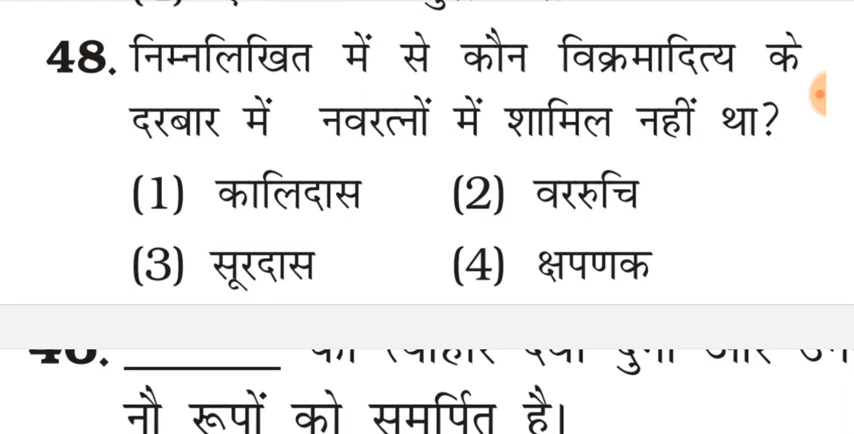 48. निम्नलिखित में से कौन विक्रमादित्य के
दरबार में नवरत्नों में शामिल नहीं था?
(1) कालिदास (2) वररुचि
(3) सूरदास (4) क्षपणक
नौ रूपों को समर्पित है।